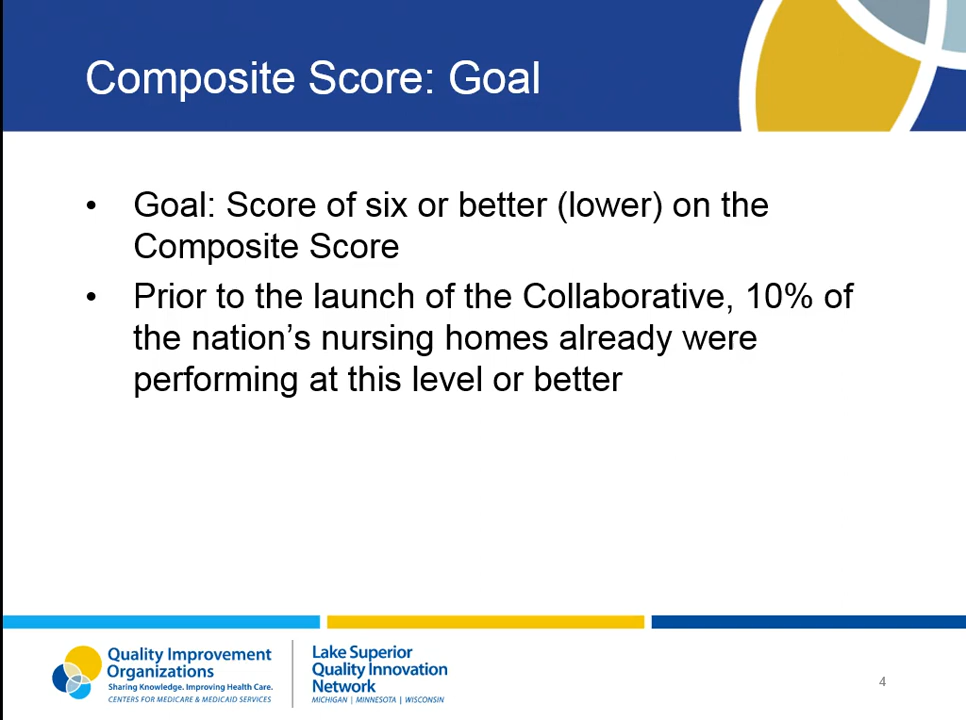 Composite Score: Goal
• Goal: Score of six or better (lower) on the
Composite Score
• Prior to the launch of the Collaborative, 10% of
the nation’s nursing homes already were
performing at this level or better
Quality Improvement
Organizations
Sharing Knowledge. Improving Health Care.
CENTERS FOR MEDICARE & MEDICAID SERVICES
Lake Superior
Quality Innovation
Network
MICHIGAN | MINNESOTA | WISCONSIN
4